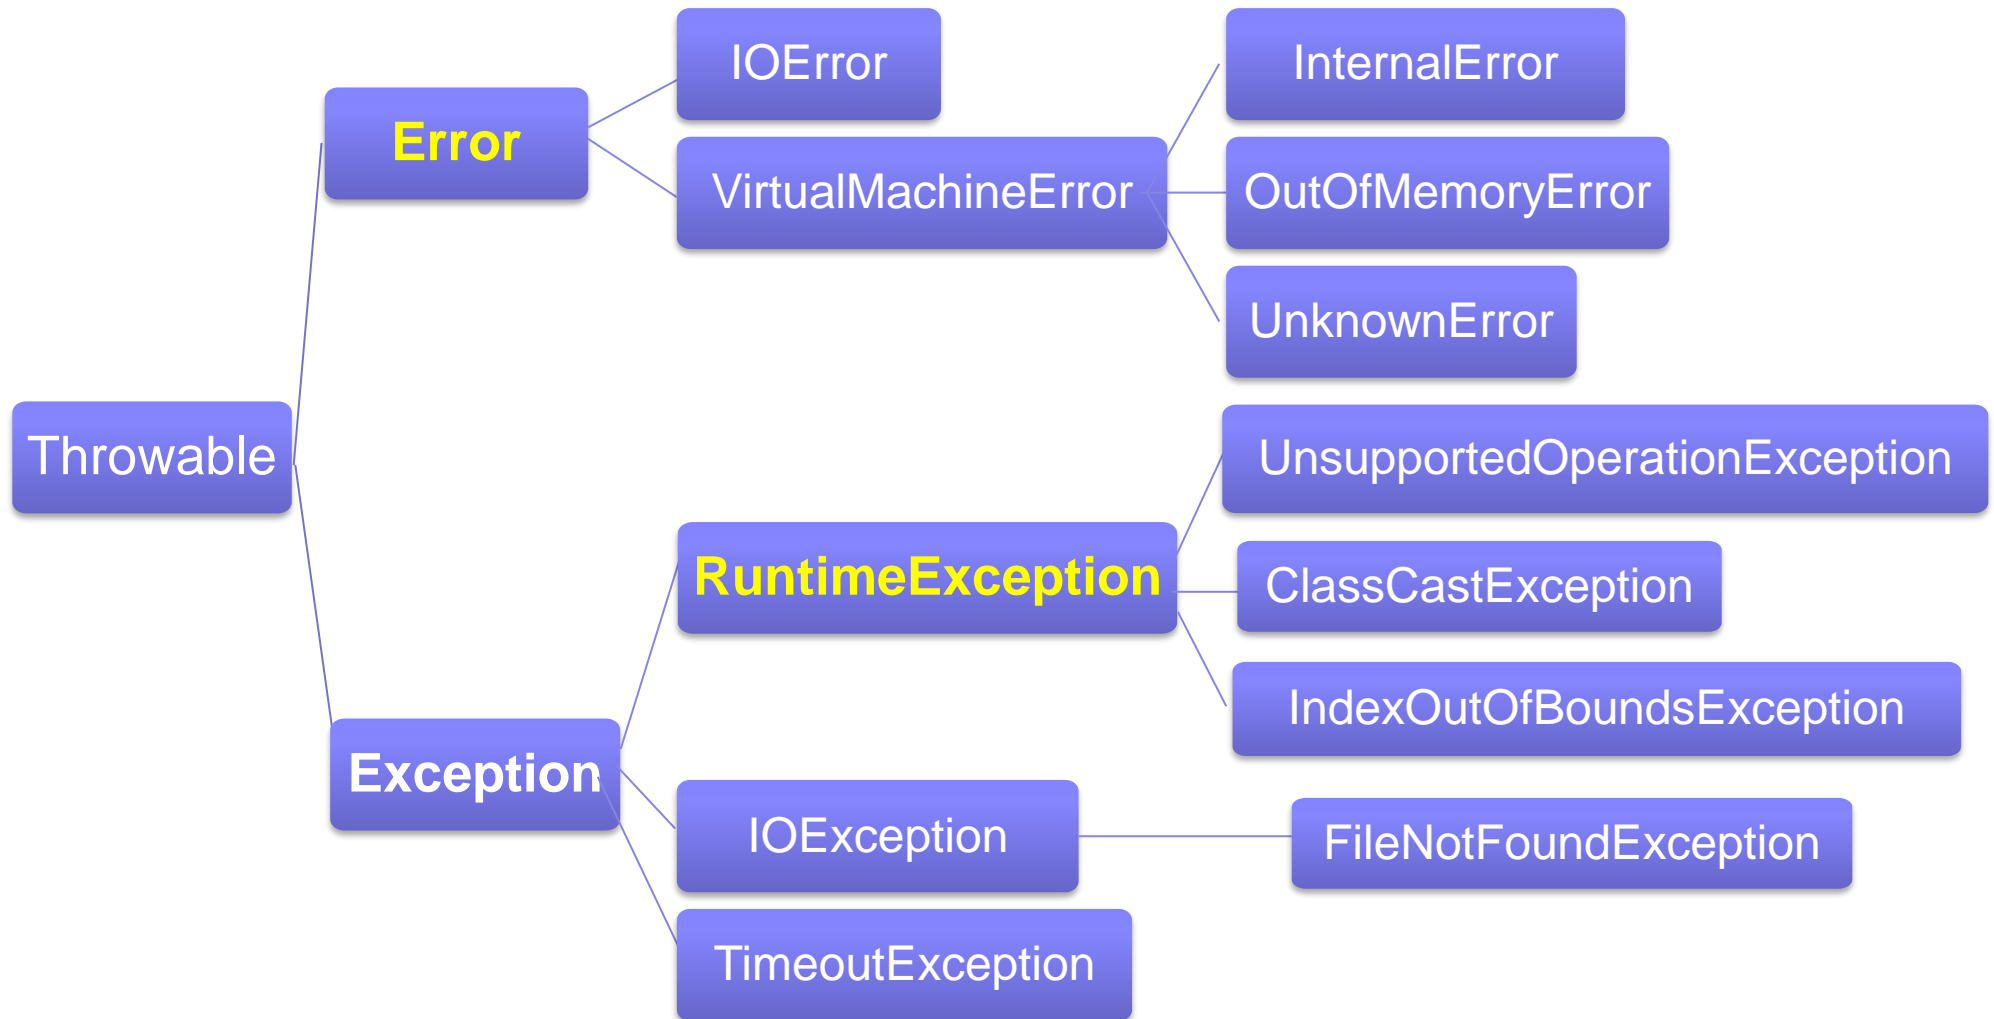 IOError
InternalError
Error
VirtualMachineError
OutOfMemoryError
UnknownError
Throwable
UnsupportedOperationException
RuntimeException
ClassCastException
IndexOutOfBoundsException
Exception
IOException
FileNotFoundException
TimeoutException